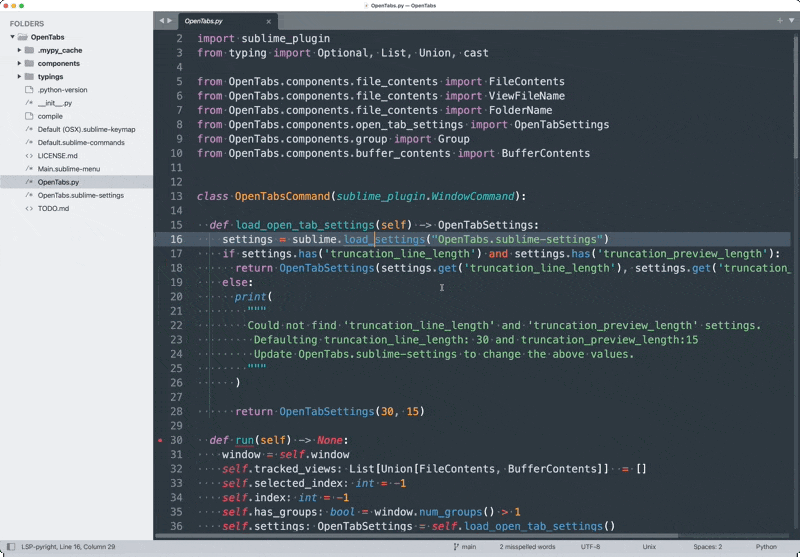 OpenTabs.py — OpenTabs
FOLDERS
OpenTabs
.mypy_cache
components
typings
.python-version
__init__.py
compile
Default (OSX).sublime-keymap
Default.sublime-commands
LICENSE.md
Main.sublime-menu
OpenTabs.py
OpenTabs.sublime-settings
TODO.md
OpenTabs.py
2 import sublime_plugin
3 from typing import Optional, List, Union, cast
4
5 from OpenTabs.components.file_contents import FileContents
6 from OpenTabs.components.file_contents import ViewFileName
7 from OpenTabs.components.file_contents import FolderName
8 from OpenTabs.components.open_tab_settings import OpenTabSettings
9 from OpenTabs.components.group import Group
10 from OpenTabs.components.buffer_contents import BufferContents
11
12
13 class OpenTabsCommand(sublime_plugin.WindowCommand):
14
15 def load_open_tab_settings(self) -> OpenTabSettings:
16 settings = sublime.load_settings("OpenTabs.sublime-settings")
17 if settings.has('truncation_line_length') and settings.has('truncation_preview_length'):
18 return OpenTabSettings(settings.get('truncation_line_length'), settings.get('truncation_
19 else:
20 print(
21 """
22 Could not find 'truncation_line_length' and 'truncation_preview_length' settings.
23 Defaulting truncation_line_length: 30 and truncation_preview_length:15
24 Update OpenTabs.sublime-settings to change the above values.
25 """
26 )
27
28 return OpenTabSettings(30, 15)
29
30 def run(self) -> None:
31 window = self.window
32 self.tracked_views: List[Union[FileContents, BufferContents]] = []
33 self.selected_index: int = -1
34 self.index: int = -1
35 self.has_groups: bool = window.num_groups() > 1
36 self.settings: OpenTabSettings = self.load_open_tab_settings()
LSP-pyright, Line 16, Column 29
main
2 misspelled words
UTF-8
Unix
Spaces: 2
Python